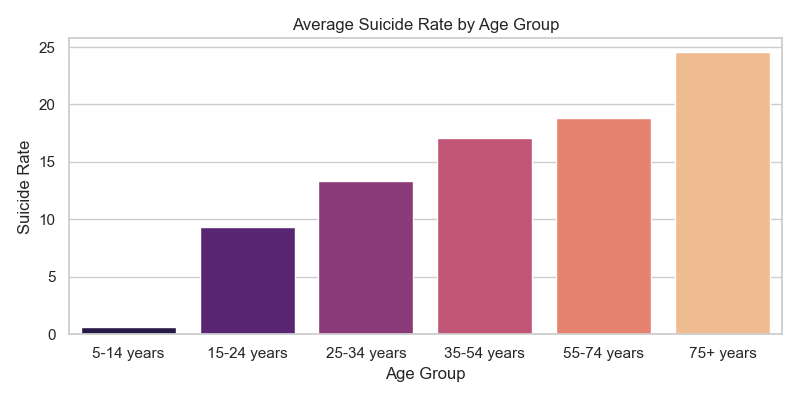 Average Suicide Rate by Age Group
Suicide Rate
25
20
15
10
5
0
5-14 years 15-24 years 25-34 years 35-54 years 55-74 years 75+ years
Age Group